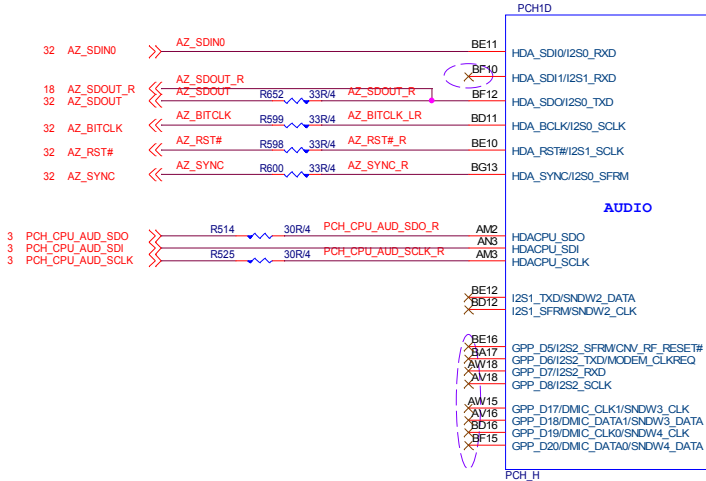 PCH1D
32 AZ_SDIN0 AZ_SDIN0 BE11 HDA_SDI0/I2S0_RXD
BF10 HDA_SDI1/I2S1_RXD
18 AZ_SDOUT_R AZ_SDOUT_R
32 AZ_SDOUT AZ_SDOUT R652 33R/4 AZ_SDOUT_R BF12 HDA_SDO/I2S0_TXD
32 AZ_BITCLK AZ_BITCLK R599 33R/4 AZ_BITCLK_LR BD11 HDA_BCLK/I2S0_SCLK
32 AZ_RST# AZ_RST# R598 33R/4 AZ_RST#_R BE10 HDA_RST#/I2S1_SCLK
32 AZ_SYNC AZ_SYNC R600 33R/4 AZ_SYNC_R BG13 HDA_SYNC/I2S0_SFRM
AUDIO
3 PCH_CPU_AUD_SDO R514 30R/4 PCH_CPU_AUD_SDO_R AM2 HDACPU_SDO
3 PCH_CPU_AUD_SDI AN3 HDACPU_SDI
3 PCH_CPU_AUD_SCLK R525 30R/4 PCH_CPU_AUD_SCLK_R AM3 HDACPU_SCLK
BE12 I2S1_TXD/SNDW2_DATA
BD12 I2S1_SFRM/SNDW2_CLK
BE16 GPP_D5/I2S2_SFRM/CNV_RF_RESET#
BA17 GPP_D6/I2S2_TXD/MODEM_CLKREQ
AW18 GPP_D7/I2S2_RXD
AV18 GPP_D8/I2S2_SCLK
AW15 GPP_D17/DMIC_CLK1/SNDW3_CLK
AV16 GPP_D18/DMIC_DATA1/SNDW3_DATA
BD16 GPP_D19/DMIC_CLK0/SNDW4_CLK
BF15 GPP_D20/DMIC_DATA0/SNDW4_DATA
PCH_H